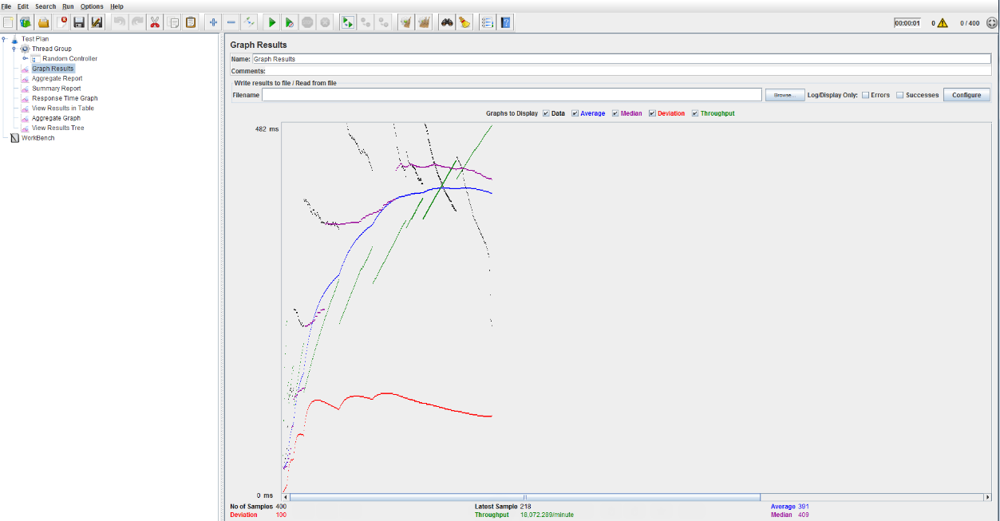 File Edit Search Run Options Help
00:00:01 0 0 / 400
Test Plan
Thread Group
Random Controller
Graph Results
Aggregate Report
Summary Report
Response Time Graph
View Results in Table
Aggregate Graph
View Results Tree
WorkBench
Graph Results
Name: Graph Results
Comments:
Write results to file / Read from file
Filename Browse... Log/Display Only: Errors Successes Configure
Graphs to Display Data Average Median Deviation Throughput
482 ms
0 ms
No of Samples 400 Latest Sample 218 Average 391
Deviation 100 Throughput 18,072.289/minute Median 409